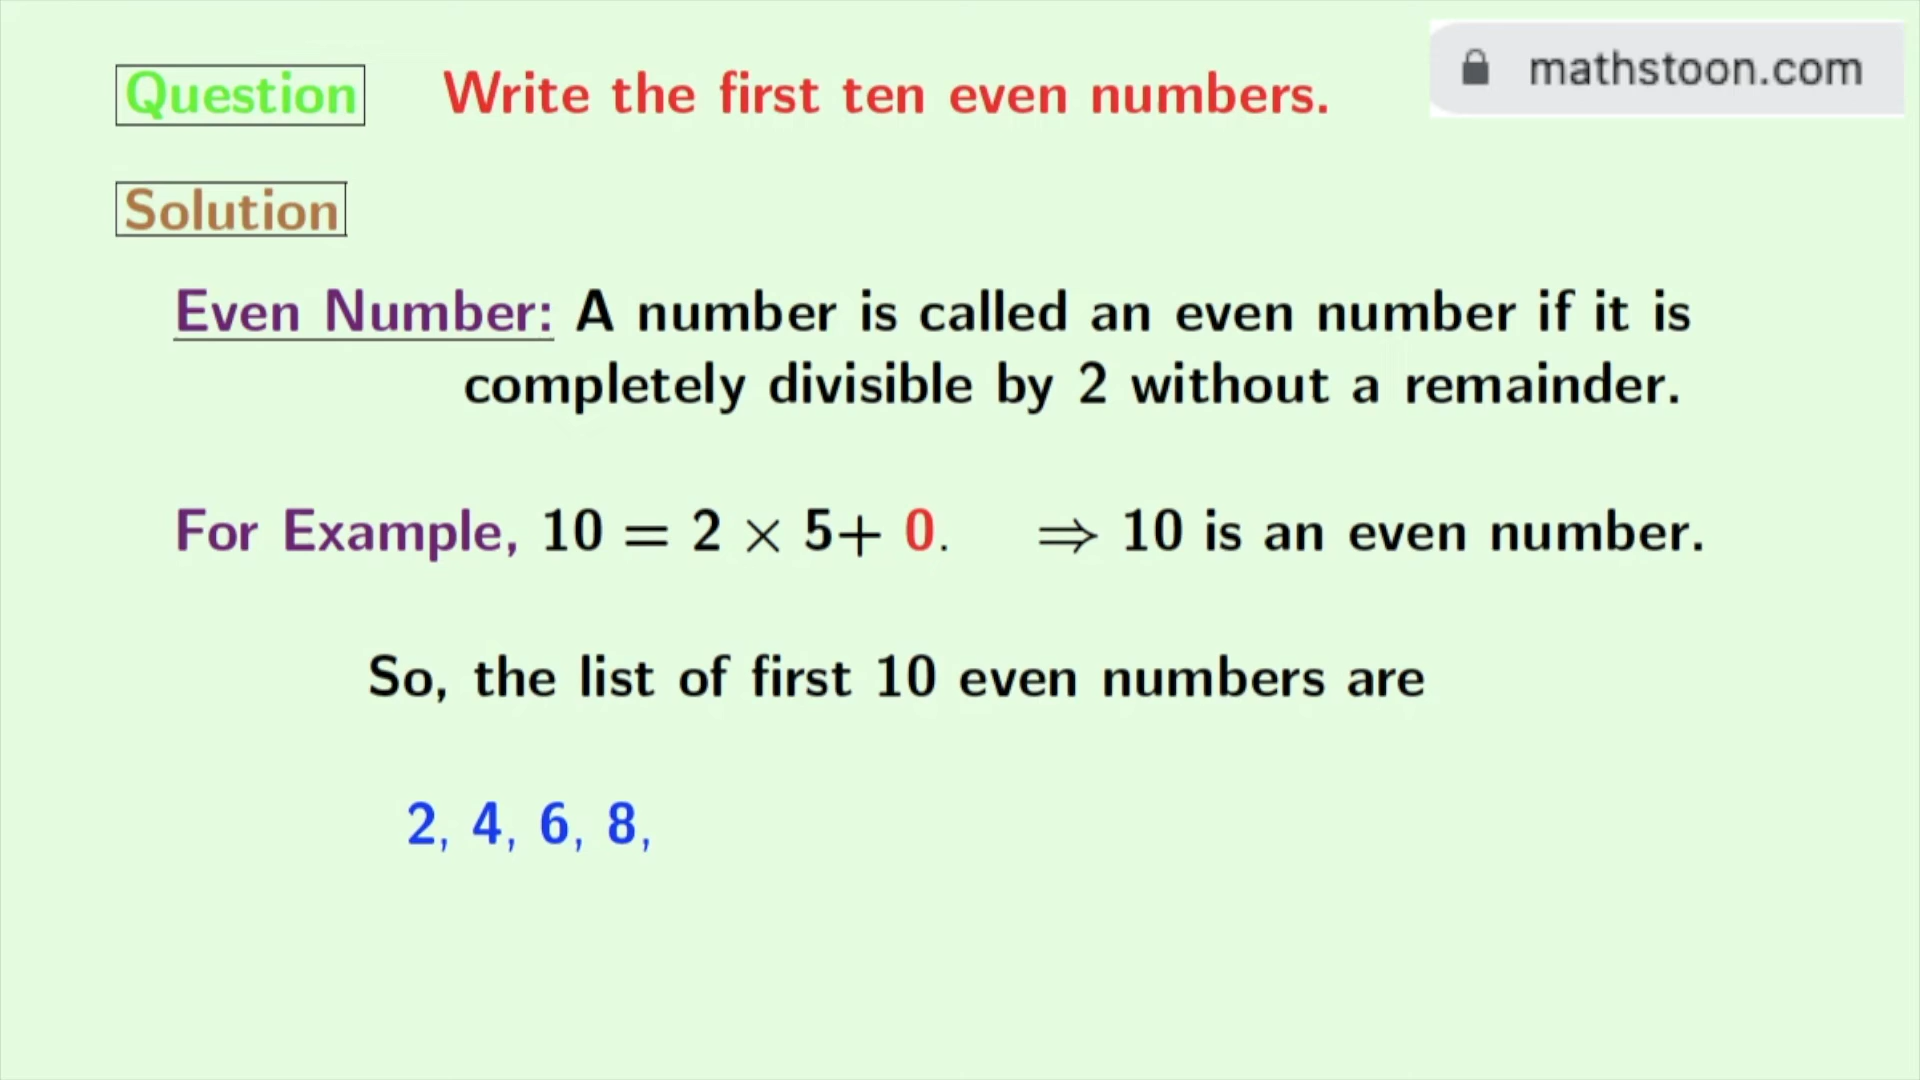 Question Write the first ten even numbers.
mathstoon.com
Solution
Even Number: A number is called an even number if it is
completely divisible by 2 without a remainder.
For Example, 10 = 2 × 5+ 0. ⇒ 10 is an even number.
So, the list of first 10 even numbers are
2, 4, 6, 8,